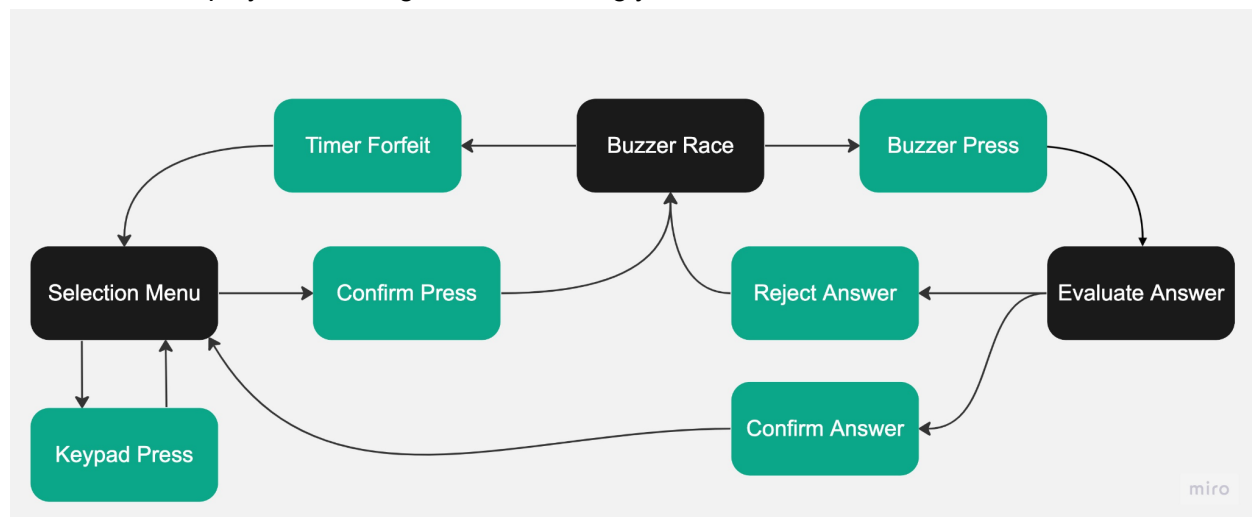 Timer Forfeit
Buzzer Race
Buzzer Press
Selection Menu
Confirm Press
Reject Answer
Evaluate Answer
Keypad Press
Confirm Answer
miro